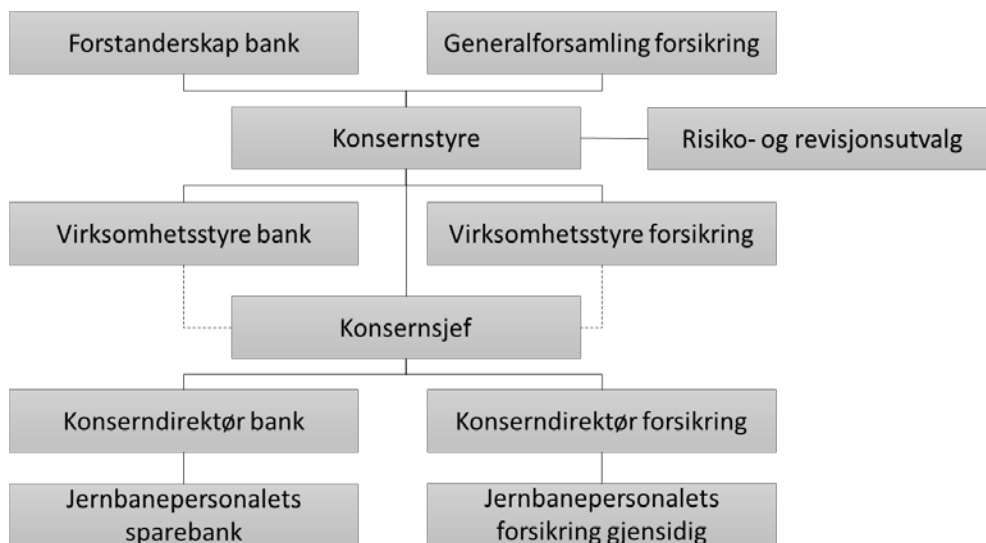 Forstanderskap bank
Generalforsamling forsikring
Konsernstyre
Risiko- og revisjonsutvalg
Virksomhetsstyre bank
Virksomhetsstyre forsikring
Konsernsjef
Konserndirektør bank
Konserndirektør forsikring
Jernbanepersonalets
sparebank
Jernbanepersonalets
forsikring gjensidig